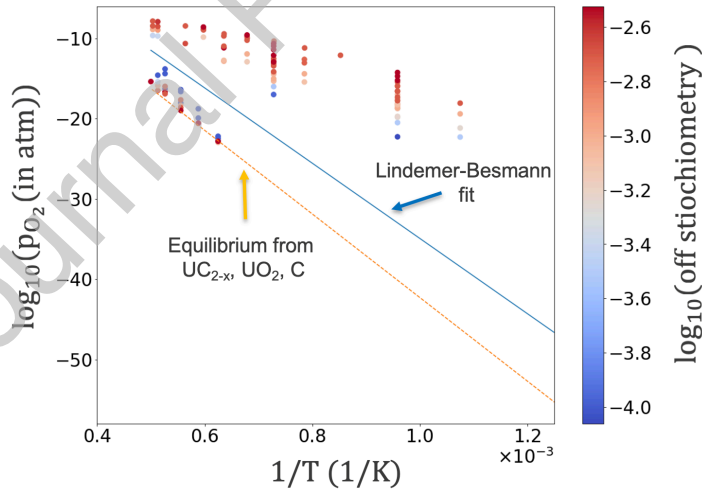 Journal P
−10
−20
−30
−40
−50
log₁₀(pO₂(in atm))
Lindemer-Besmann
fit
Equilibrium from
UC₂₋ₓ, UO₂, C
0.4
0.6
0.8
1.0
1.2
×10⁻³
1/T (1/K)
−2.6
−2.8
−3.0
−3.2
−3.4
−3.6
−3.8
−4.0
log₁₀(off stiochiometry)